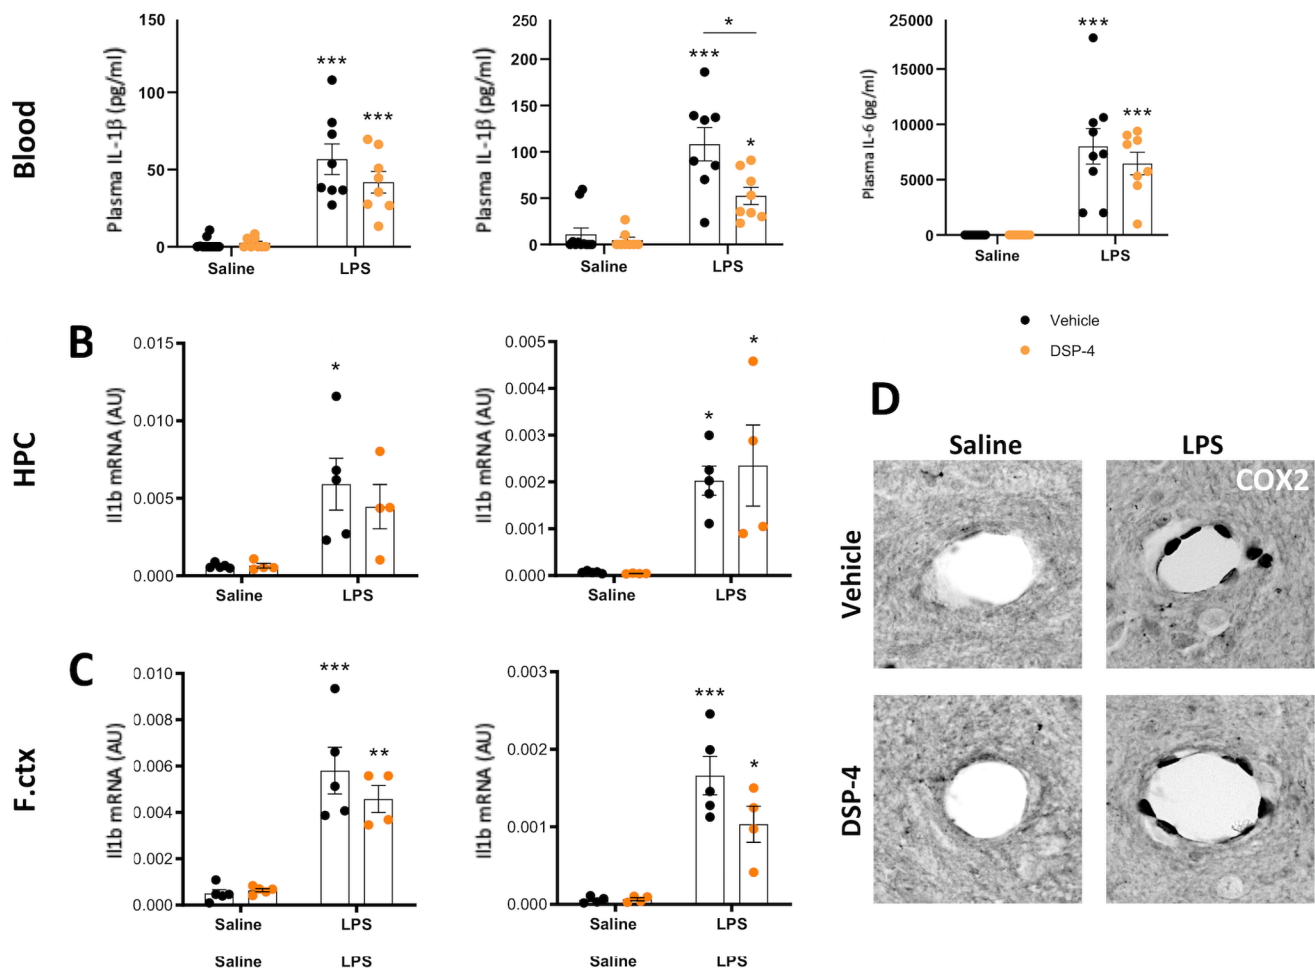 Blood
Plasma IL-1β (pg/ml)
150
100
50
0
***
***
Saline
LPS
Plasma IL-1β (pg/ml)
250
200
150
100
50
0
*
***
*
Saline
LPS
Plasma IL-6 (pg/ml)
25000
15000
10000
5000
0
***
***
Saline
LPS
Vehicle
DSP-4
B
HPC
Il1b mRNA (AU)
0.015
0.010
0.005
0.000
*
Saline
LPS
Il1b mRNA (AU)
0.005
0.004
0.003
0.002
0.001
0.000
*
*
Saline
LPS
C
F.ctx
Il1b mRNA (AU)
0.010
0.008
0.006
0.004
0.002
0.000
***
**
Saline
LPS
Saline
LPS
Il1b mRNA (AU)
0.003
0.002
0.001
0.000
***
*
Saline
LPS
Saline
LPS
D
Saline
LPS
COX2
Vehicle
DSP-4